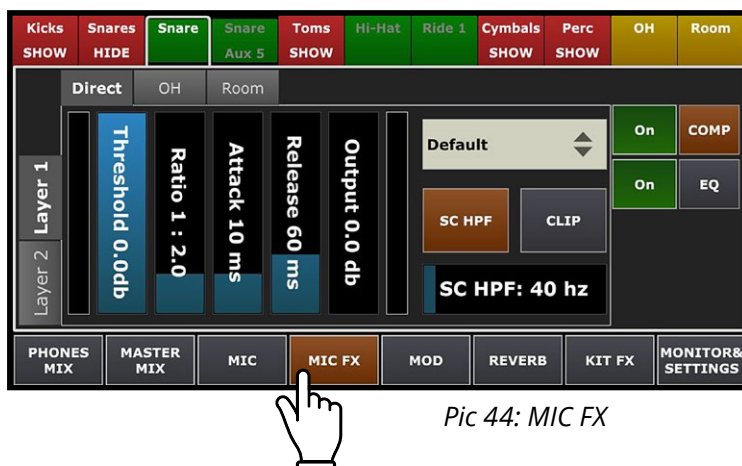 Kicks Snares Snare Snare Toms Hi-Hat Ride 1 Cymbals Perc OH Room
SHOW HIDE Aux 5 SHOW SHOW SHOW
Direct OH Room
Layer 1
Layer 2
Threshold 0.0db
Ratio 1 : 2.0
Attack 10 ms
Release 60 ms
Output 0.0 db
Default
SC HPF CLIP
SC HPF: 40 hz
On COMP
On EQ
PHONES MASTER MIC MIC FX MOD REVERB KIT FX MONITOR&
MIX MIX SETTINGS
Pic 44: MIC FX